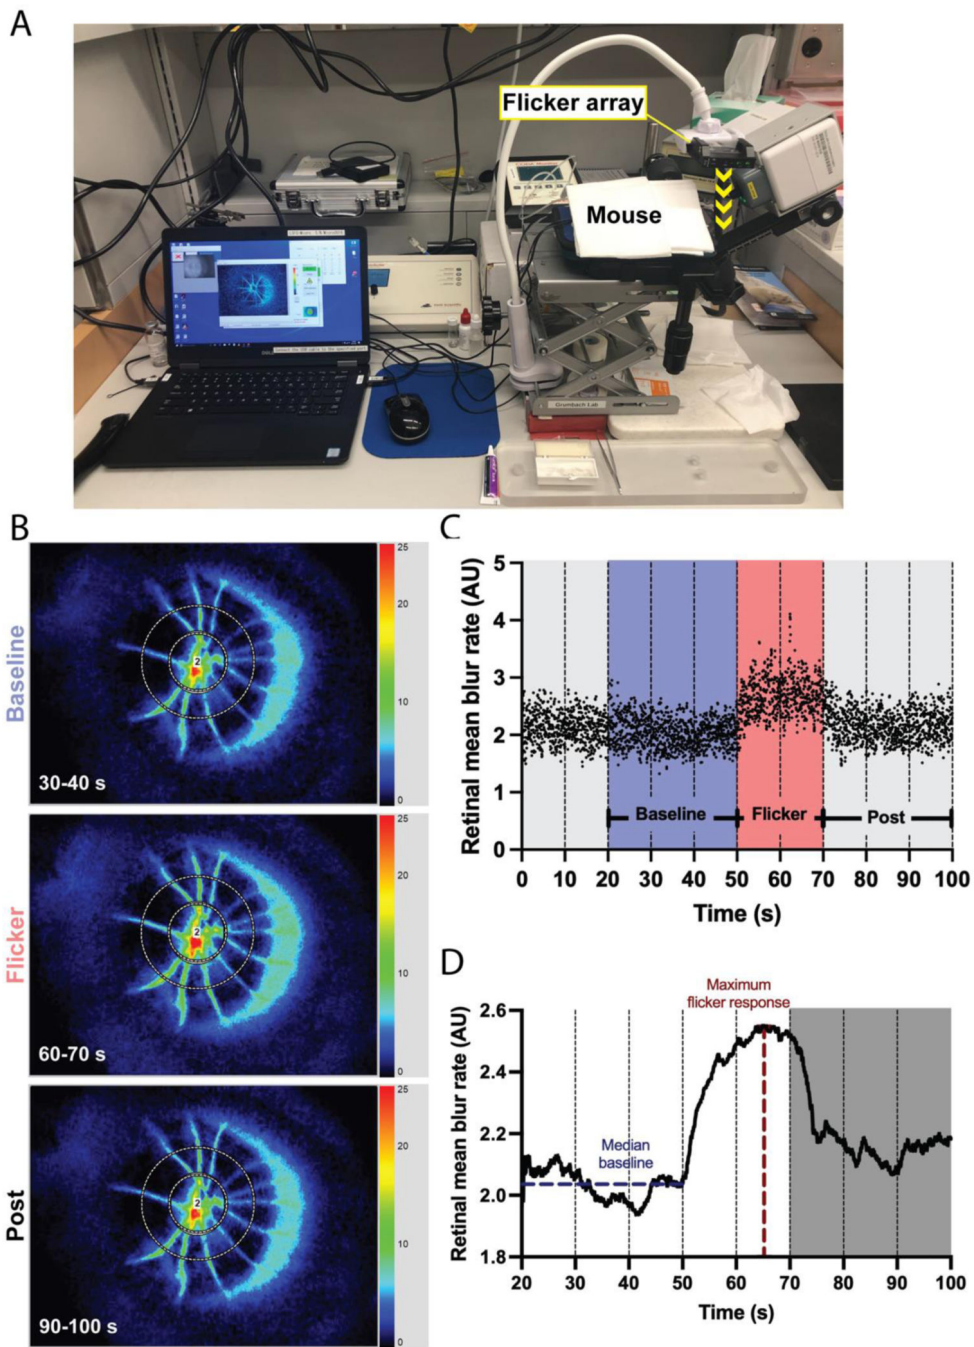 A
Flicker array
Mouse
Grumbach Lab
B
Baseline
25
20
10
0
2
30-40 s
Flicker
25
20
10
0
2
60-70 s
Post
25
20
10
0
2
90-100 s
C
Retinal mean blur rate (AU)
5
4
3
2
1
0
Baseline
Flicker
Post
0 10 20 30 40 50 60 70 80 90 100
Time (s)
D
Maximum
flicker response
Retinal mean blur rate (AU)
2.6
2.4
2.2
2.0
1.8
Median
baseline
20 30 40 50 60 70 80 90 100
Time (s)